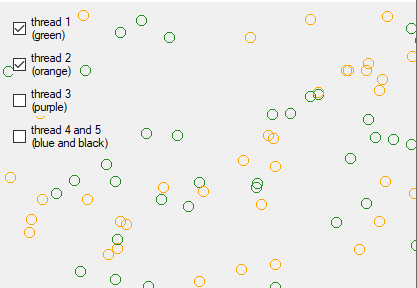 thread 1
(green)
thread 2
(orange)
thread 3
(purple)
thread 4 and 5
(blue and black)